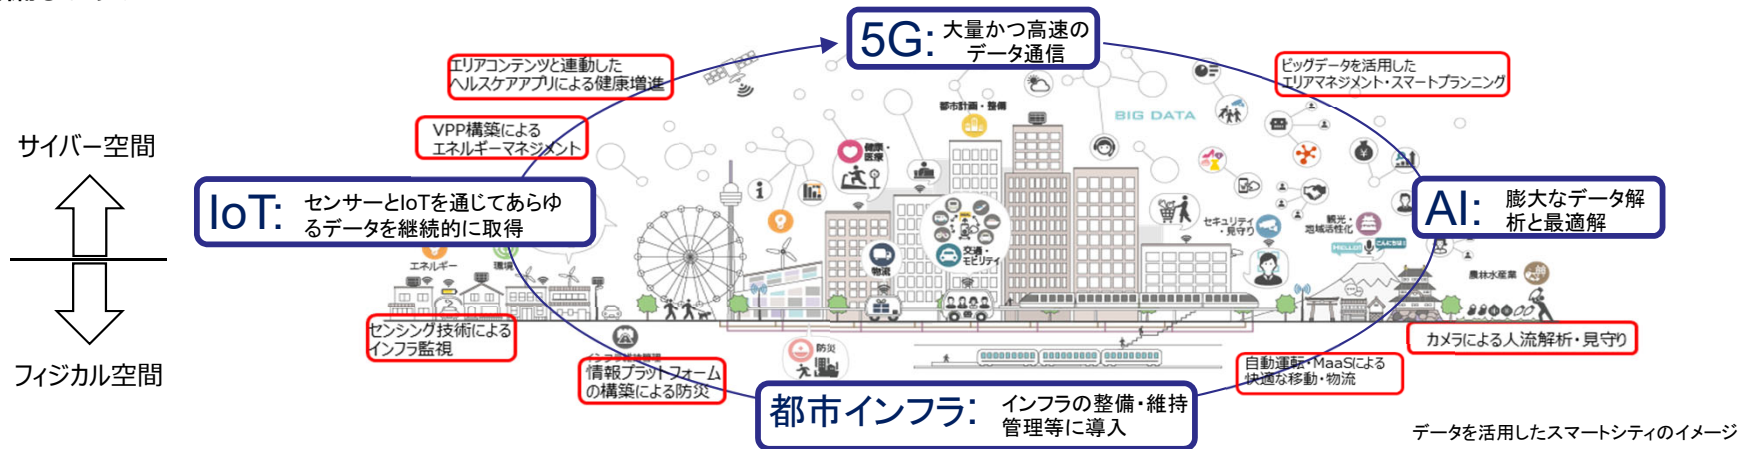 5G: 大量かつ高速の
データ通信
エリアコンテンツと連動した
ヘルスケアアプリによる健康増進
ビッグデータを活用した
エリアマネジメント・スマートプランニング
都市計画・整備
BIG DATA
VPP構築による
エネルギーマネジメント
サイバー空間
健康・
医療
IoT: センサーとIoTを通じてあらゆ
るデータを継続的に取得
AI: 膨大なデータ解
析と最適解
セキュリティ
・見守り
観光・
地域活性化
HELLO!
こんにちは!
エネルギー
環境
物流
交通・
モビリティ
農林水産業
センシング技術による
インフラ監視
カメラによる人流解析・見守り
フィジカル空間
インフラ維持管理
防災
情報プラットフォーム
の構築による防災
自動運転・MaaSによる
快適な移動・物流
都市インフラ: インフラの整備・維持
管理等に導入
データを活用したスマートシティのイメージ